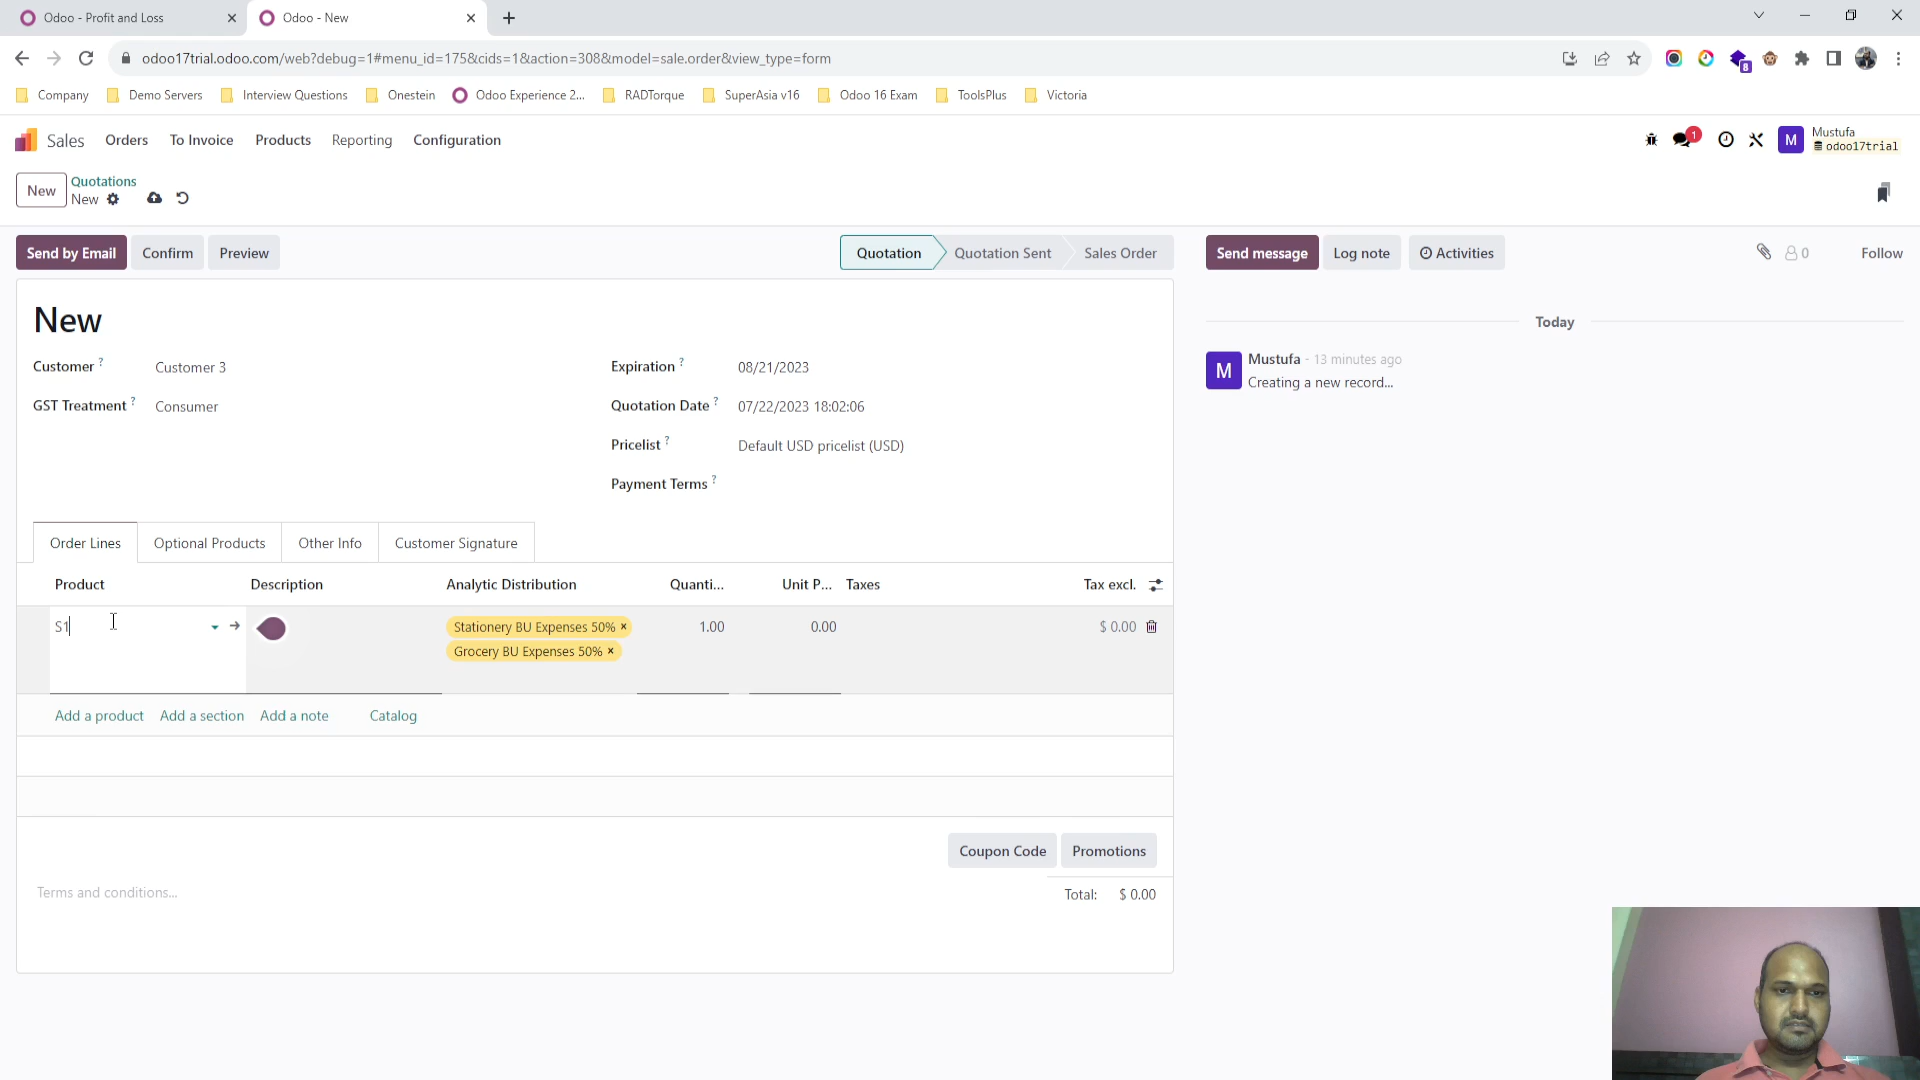 Odoo - Profit and Loss
Odoo - New
odoo17trial.odoo.com/web?debug=1#menu_id=175&cids=1&action=308&model=sale.order&view_type=form
8
Company Demo Servers Interview Questions Onestein Odoo Experience 2... RADTorque SuperAsia v16 Odoo 16 Exam ToolsPlus Victoria
Sales Orders To Invoice Products Reporting Configuration
1
M
Mustufa
odoo17trial
New
Quotations
New
Send by Email Confirm Preview
Quotation Quotation Sent Sales Order
Send message Log note Activities
0
Follow
New
Customer ? Customer 3
Expiration ? 08/21/2023
GST Treatment ? Consumer
Quotation Date ? 07/22/2023 18:02:06
Pricelist ? Default USD pricelist (USD)
Payment Terms ?
Today
M
Mustufa - 13 minutes ago
Creating a new record...
Order Lines Optional Products Other Info Customer Signature
Product Description Analytic Distribution Quanti... Unit P... Taxes Tax excl.
S1 Stationery BU Expenses 50% × 1.00 0.00 $ 0.00
Grocery BU Expenses 50% ×
Add a product Add a section Add a note Catalog
Coupon Code Promotions
Terms and conditions...
Total: $ 0.00